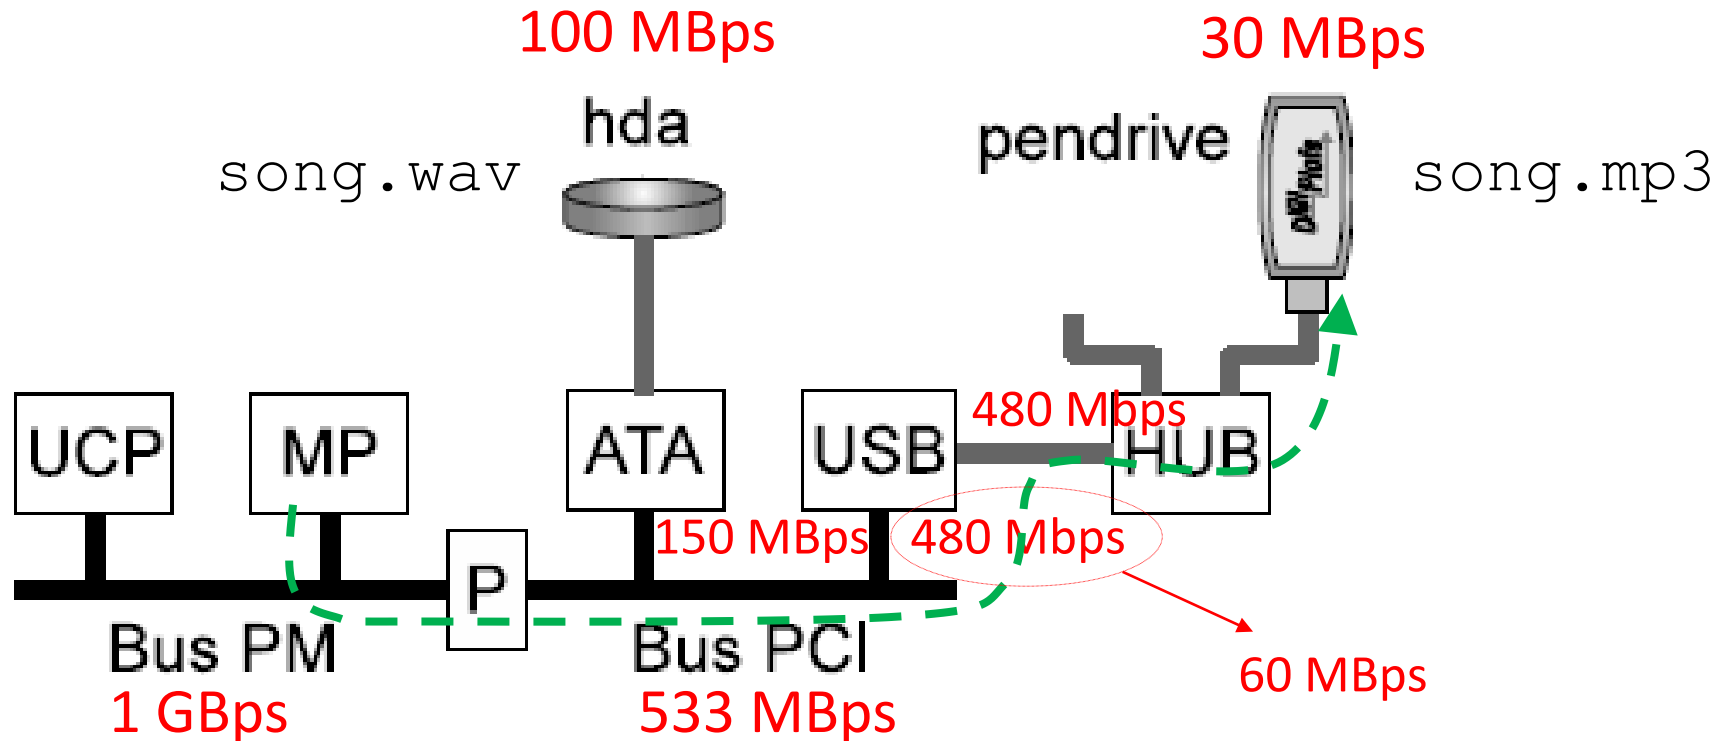 100 MBps
30 MBps
hda
pendrive
song.wav
song.mp3
480 Mbps
UCP
MP
ATA
USB
HUB
150 MBps
480 Mbps
P
Bus PM
Bus PCI
60 MBps
1 GBps
533 MBps